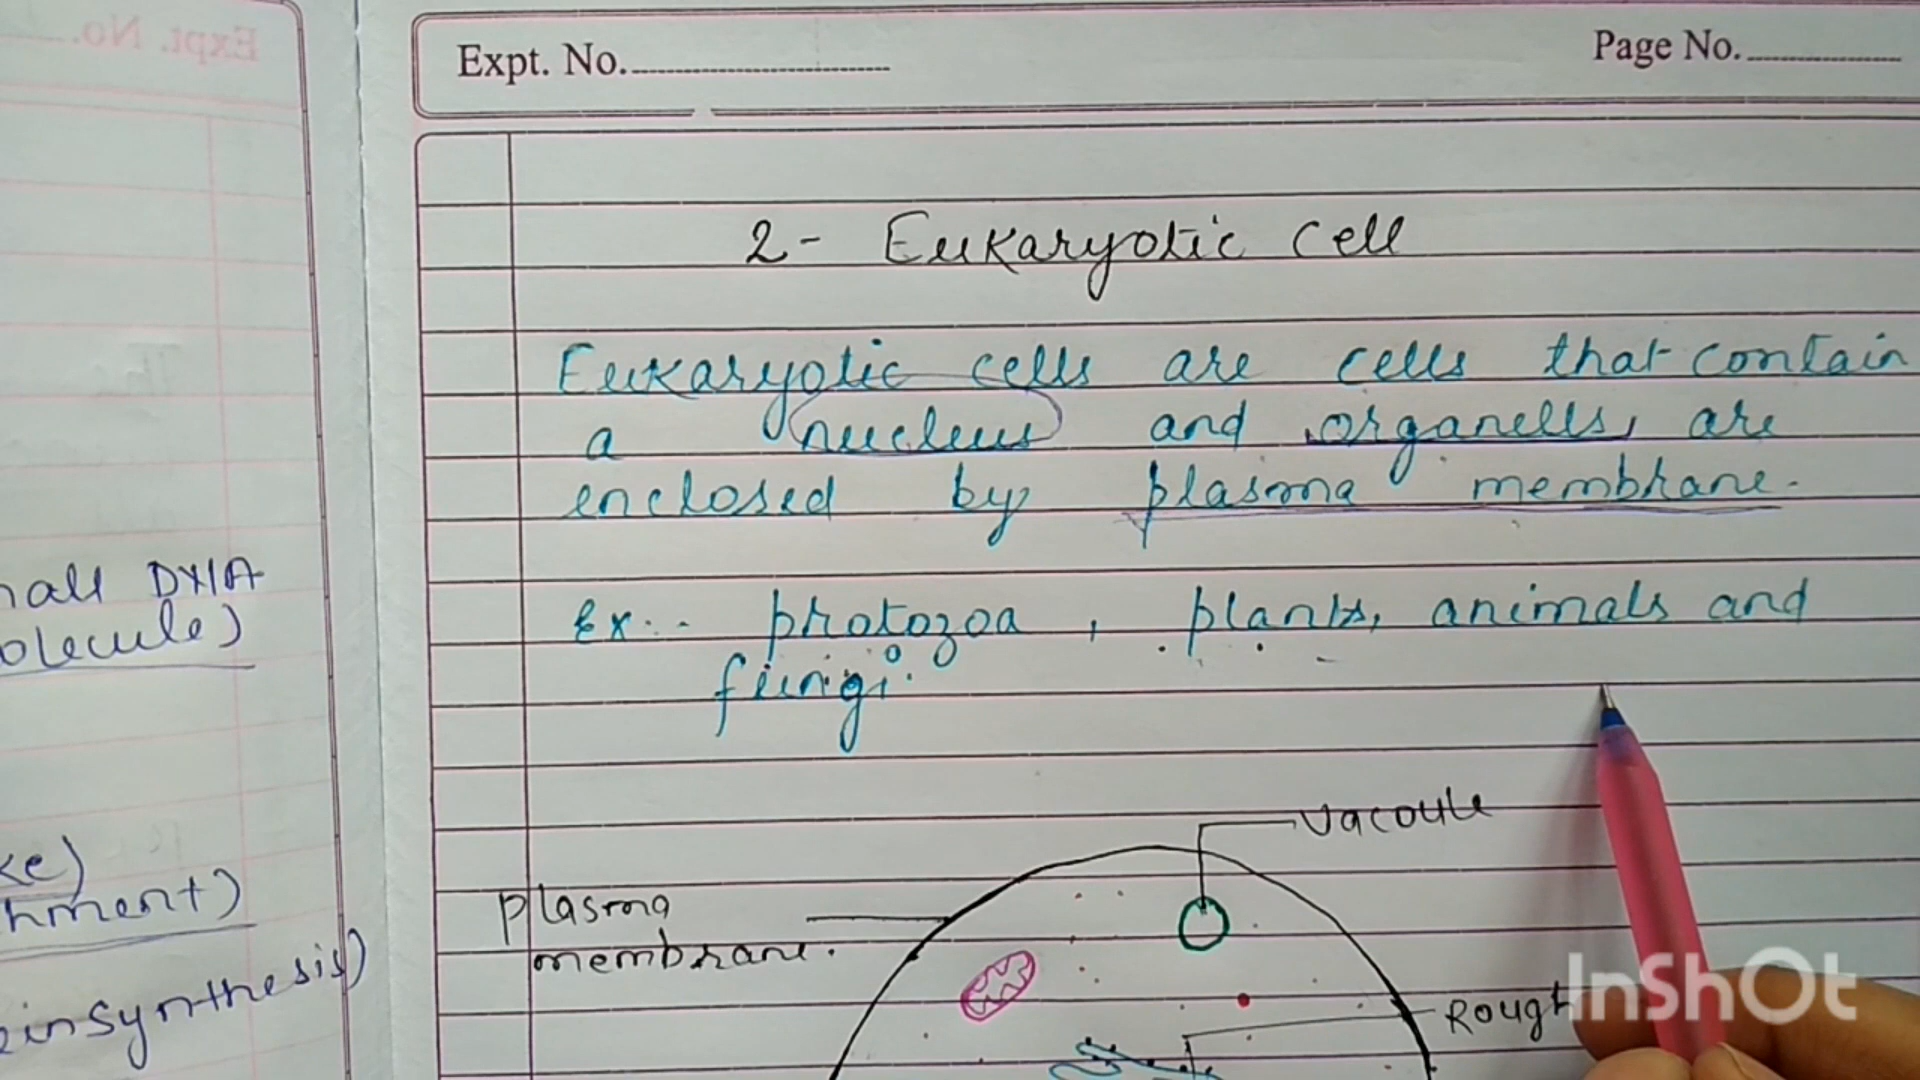 Expt. No.
Page No.
2- Eukaryotic cell
Eukaryotic cells are cells that contain
a nucleus and organells, are
enclosed by plasma membrane.
Ex:- protozoa, plants, animals and
fungi.
vacoule
plasma
membrane.
Rough
DNA
olecule)
ke)
hment)
insynthesis)
InShOt